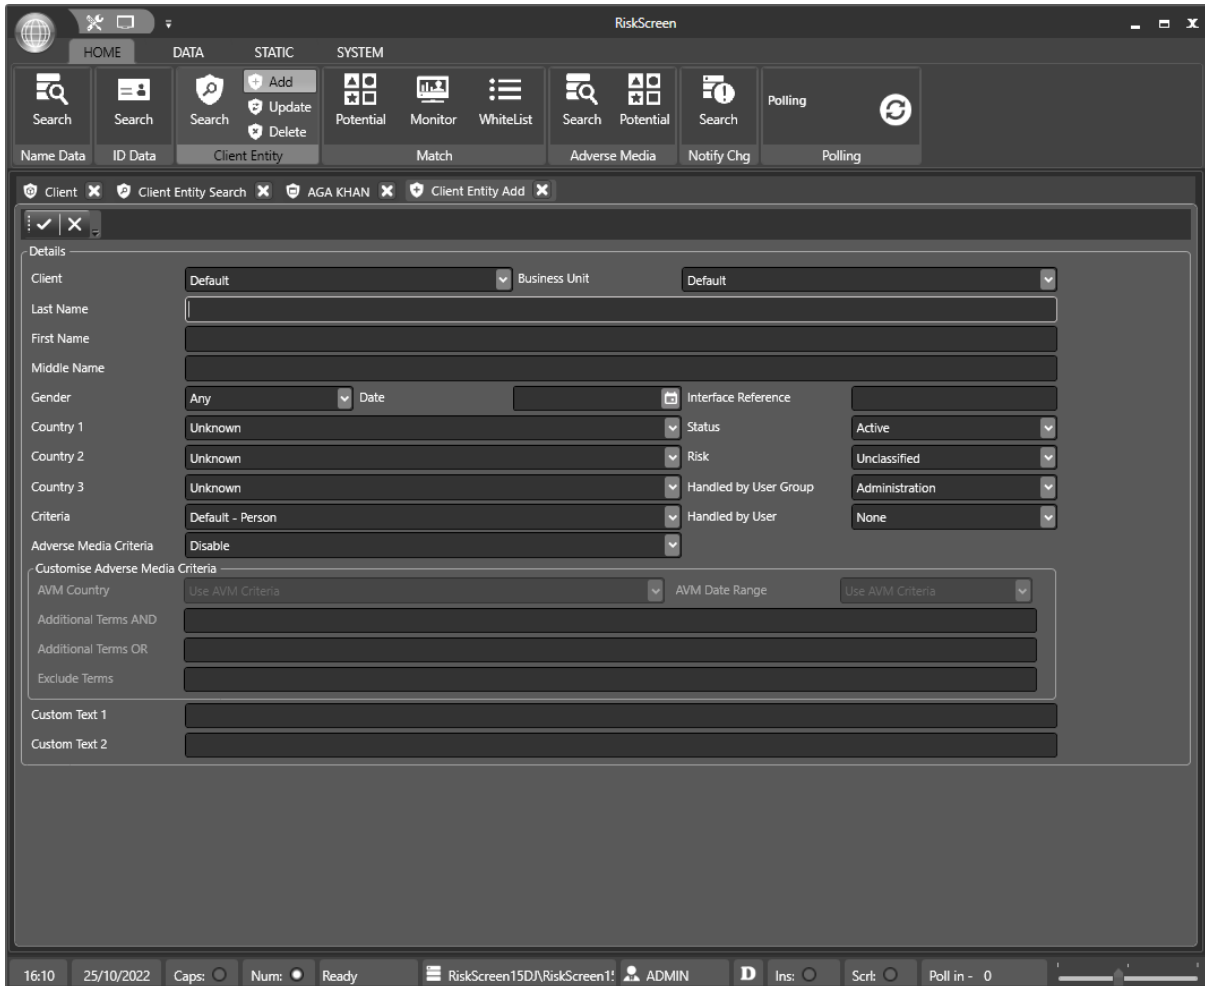 RiskScreen
HOME DATA STATIC SYSTEM
Search Search Search Add Update Delete Potential Monitor WhiteList Search Potential Search Polling
Name Data ID Data Client Entity Match Adverse Media Notify Chg Polling
Client Client Entity Search AGA KHAN Client Entity Add
Details
Client Default Business Unit Default
Last Name
First Name
Middle Name
Gender Any Date Interface Reference
Country 1 Unknown Status Active
Country 2 Unknown Risk Unclassified
Country 3 Unknown Handled by User Group Administration
Criteria Default - Person Handled by User None
Adverse Media Criteria Disable
Customise Adverse Media Criteria
AVM Country Use AVM Criteria AVM Date Range Use AVM Criteria
Additional Terms AND
Additional Terms OR
Exclude Terms
Custom Text 1
Custom Text 2
16:10 25/10/2022 Caps: Num: Ready RiskScreen15DJ\RiskScreen15 ADMIN D Ins: Scrl: Poll in - 0